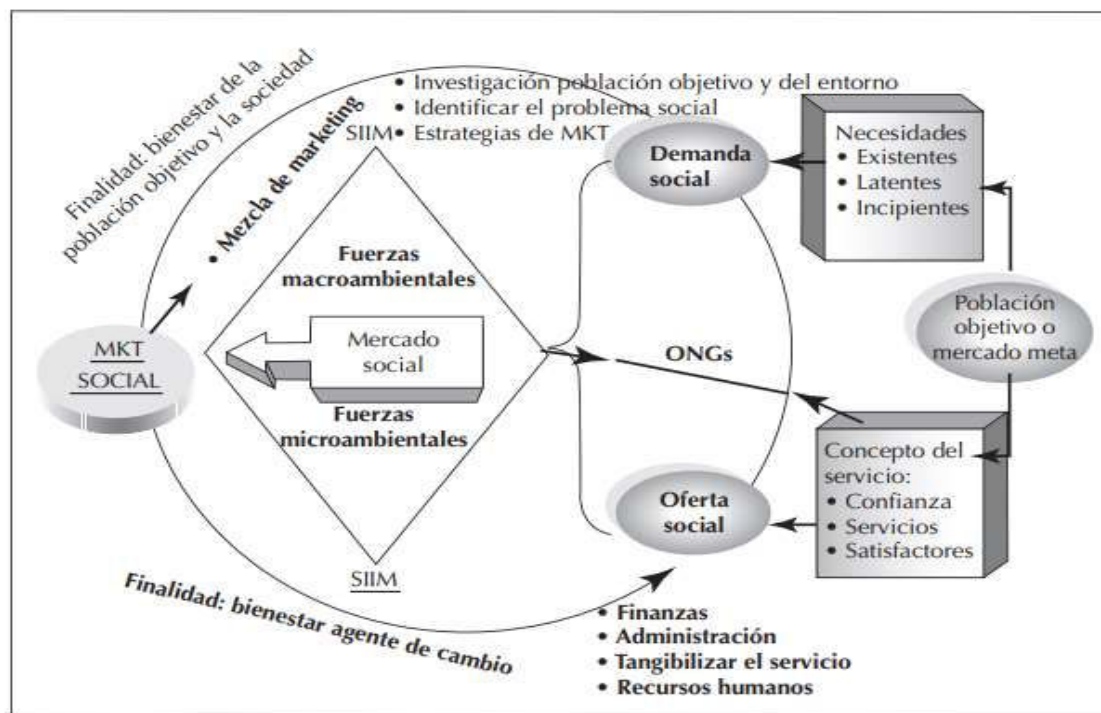 Finalidad: bienestar de la
población objetivo y la sociedad
• Mezcla de marketing
• Investigación población objetivo y del entorno
• Identificar el problema social
SIIM • Estrategias de MKT
Demanda
social
Necesidades
• Existentes
• Latentes
• Incipientes
Fuerzas
macroambientales
MKT
SOCIAL
Mercado
social
ONGs
Población
objetivo o
mercado meta
Fuerzas
microambientales
Concepto del
servicio:
• Confianza
• Servicios
• Satisfactores
Oferta
social
SIIM
Finalidad: bienestar agente de cambio
• Finanzas
• Administración
• Tangibilizar el servicio
• Recursos humanos